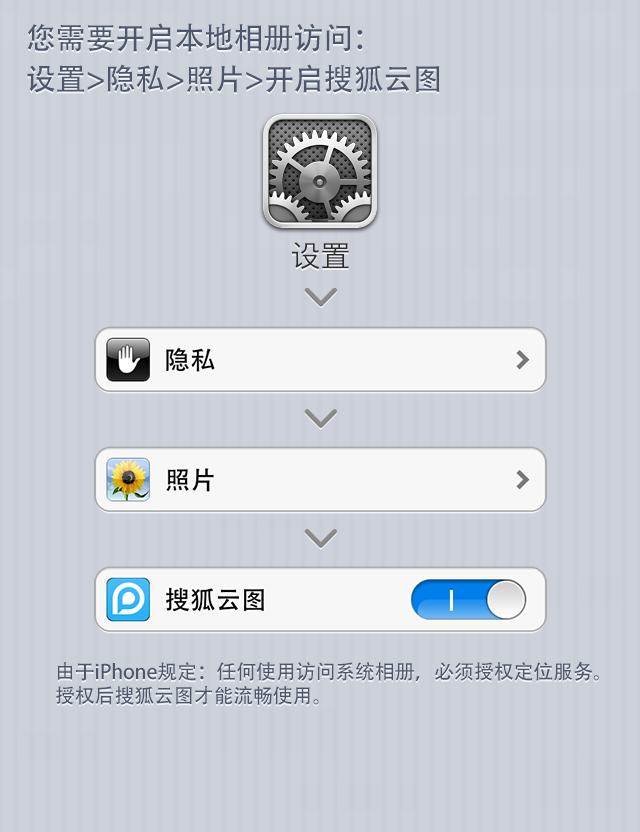 您需要开启本地相册访问：
设置>隐私>照片>开启搜狐云图
设置
隐私
照片
搜狐云图
由于iPhone规定：任何使用访问系统相册，必须授权定位服务。
授权后搜狐云图才能流畅使用。